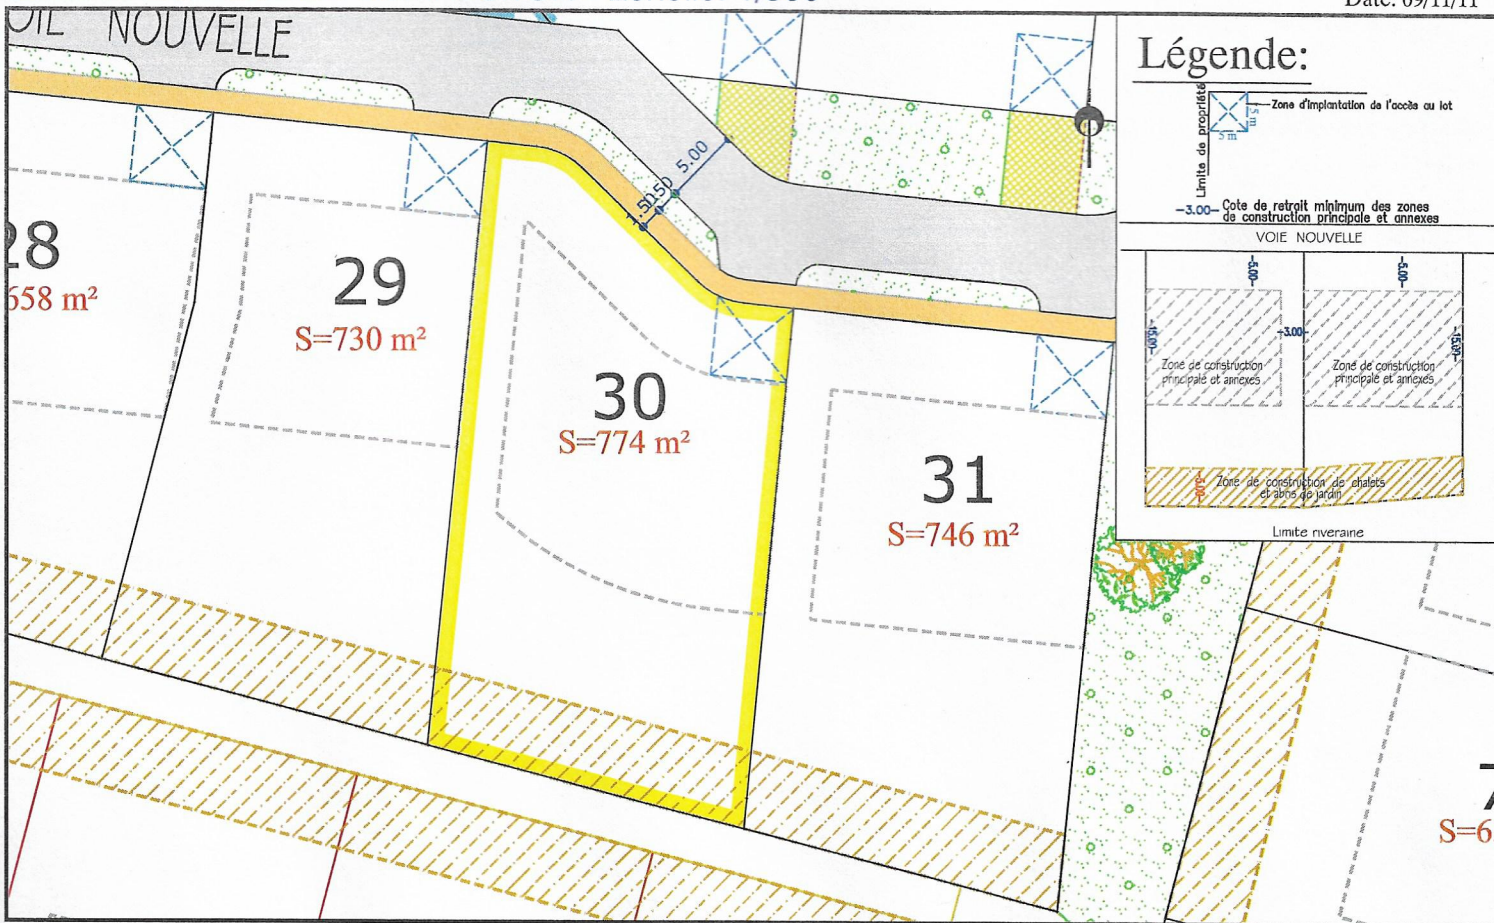 Date: 09/11/11
NOUVELLE
Légende:
Limite de propriété
Zone d'implantation de l'accès au lot
5 m
5 m
-3.00- Cote de retrait minimum des zones
de construction principale et annexes
VOIE NOUVELLE
-5.00-
-5.00-
-15.00-
-3.00-
-15.00-
Zone de construction
principale et annexes
Zone de construction
principale et annexes
-5.00-
Zone de construction de chalets
et abris de jardin
Limite riveraine
5.00
28
658 m²
29
S=730 m²
30
S=774 m²
31
S=746 m²
S=6